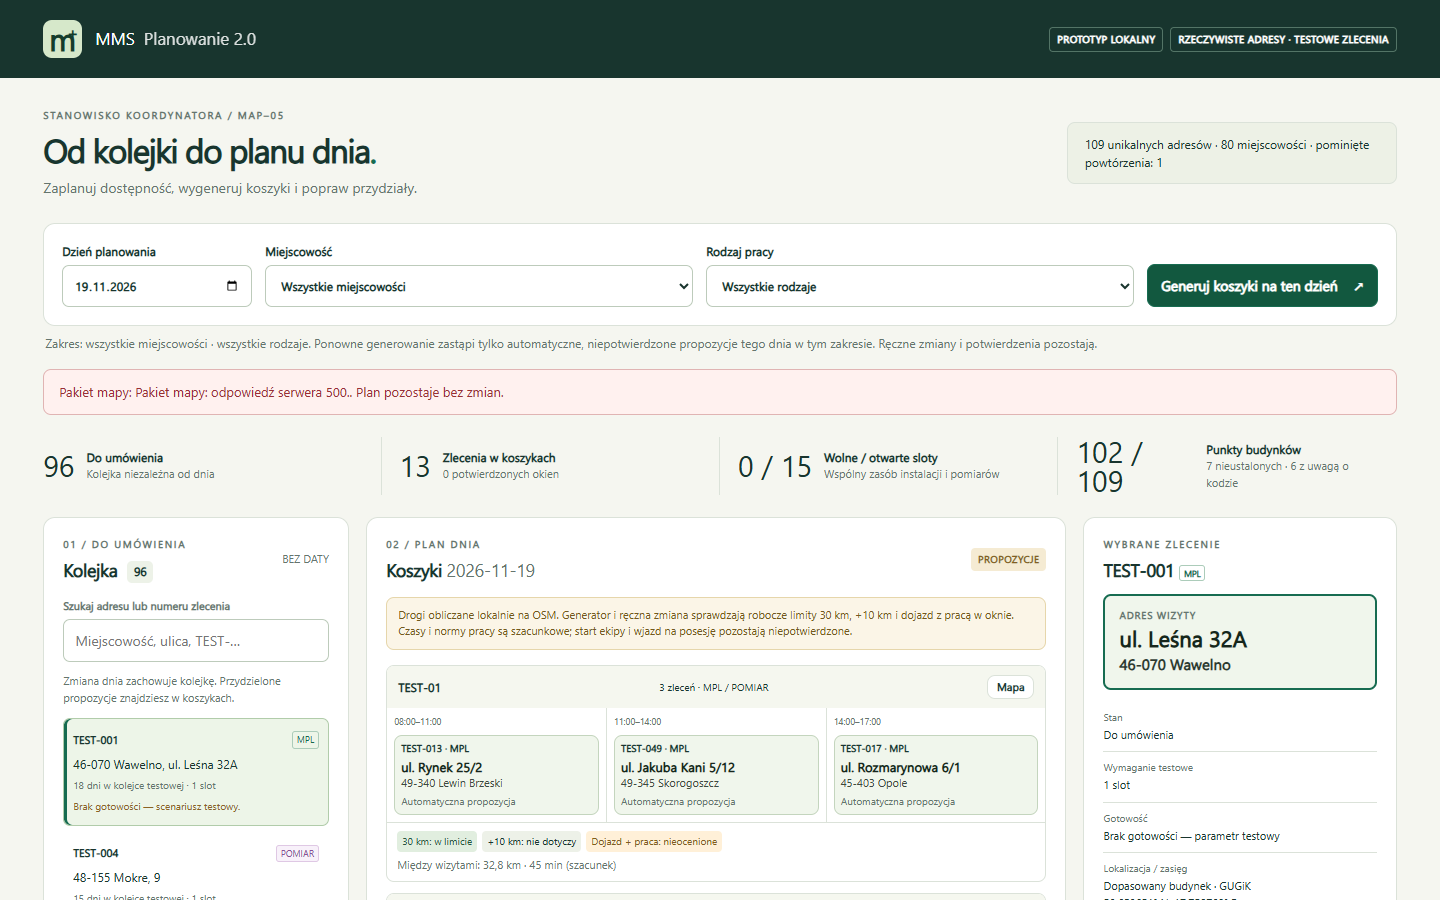 mt MMS Planowanie 2.0
PROTOTYP LOKALNY
RZECZYWISTE ADRESY · TESTOWE ZLECENIA
STANOWISKO KOORDYNATORA / MAP–05
Od kolejki do planu dnia.
Zaplanuj dostępność, wygeneruj koszyki i popraw przydziały.
109 unikalnych adresów · 80 miejscowości · pominięte
powtórzenia: 1
Dzień planowania
19.11.2026
Miejscowość
Wszystkie miejscowości
Rodzaj pracy
Wszystkie rodzaje
Generuj koszyki na ten dzień ↗
Zakres: wszystkie miejscowości · wszystkie rodzaje. Ponowne generowanie zastąpi tylko automatyczne, niepotwierdzone propozycje tego dnia w tym zakresie. Ręczne zmiany i potwierdzenia pozostają.
Pakiet mapy: Pakiet mapy: odpowiedź serwera 500.. Plan pozostaje bez zmian.
96
Do umówienia
Kolejka niezależna od dnia
13
Zlecenia w koszykach
0 potwierdzonych okien
0 / 15
Wolne / otwarte sloty
Wspólny zasób instalacji i pomiarów
102 /
109
Punkty budynków
7 nieustalonych · 6 z uwagą o
kodzie
01 / DO UMÓWIENIA
Kolejka 96
BEZ DATY
Szukaj adresu lub numeru zlecenia
Miejscowość, ulica, TEST-...
Zmiana dnia zachowuje kolejkę. Przydzielone
propozycje znajdziesz w koszykach.
TEST-001 MPL
46-070 Wawelno, ul. Leśna 32A
18 dni w kolejce testowej · 1 slot
Brak gotowości — scenariusz testowy.
TEST-004 POMIAR
48-155 Mokre, 9
15 dni w kolejce testowej · 1 slot
02 / PLAN DNIA
Koszyki 2026-11-19
PROPOZYCJE
Drogi obliczane lokalnie na OSM. Generator i ręczna zmiana sprawdzają robocze limity 30 km, +10 km i dojazd z pracą w oknie.
Czasy i normy pracy są szacunkowe; start ekipy i wjazd na posesję pozostają niepotwierdzone.
TEST-01
3 zleceń · MPL / POMIAR
Mapa
08:00–11:00
TEST-013 · MPL
ul. Rynek 25/2
49-340 Lewin Brzeski
Automatyczna propozycja
11:00–14:00
TEST-049 · MPL
ul. Jakuba Kani 5/12
49-345 Skorogoszcz
Automatyczna propozycja
14:00–17:00
TEST-017 · MPL
ul. Rozmarynowa 6/1
45-403 Opole
Automatyczna propozycja
30 km: w limicie
+10 km: nie dotyczy
Dojazd + praca: nieocenione
Między wizytami: 32,8 km · 45 min (szacunek)
WYBRANE ZLECENIE
TEST-001 MPL
ADRES WIZYTY
ul. Leśna 32A
46-070 Wawelno
Stan
Do umówienia
Wymaganie testowe
1 slot
Gotowość
Brak gotowości — parametr testowy
Lokalizacja / zasięg
Dopasowany budynek · GUGiK